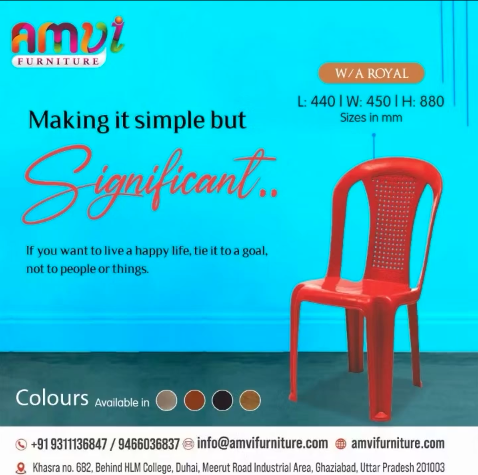 amvi
FURNITURE
W/A ROYAL
L: 440 | W: 450 | H: 880
Sizes in mm
Making it simple but
Significant..
If you want to live a happy life, tie it to a goal,
not to people or things.
Colours Available in
+91 9311136847 / 9466036837 info@amvifurniture.com amvifurniture.com
Khasra no. 682, Behind HLM College, Duhai, Meerut Road Industrial Area, Ghaziabad, Uttar Pradesh 201003